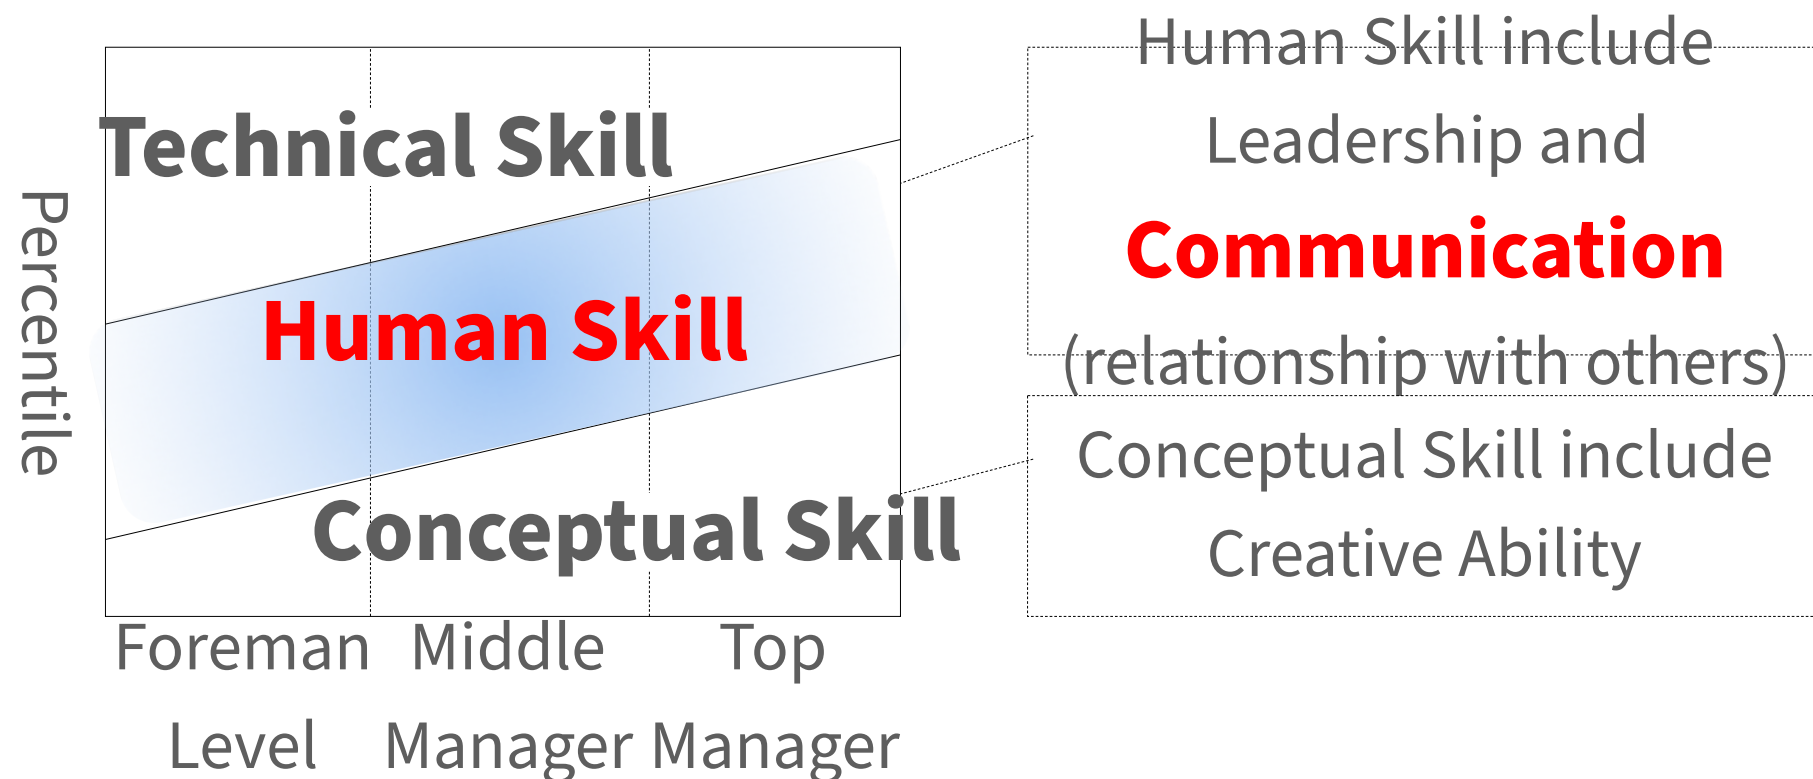 Percentile
Technical Skill
Human Skill
Conceptual Skill
Foreman
Level
Middle
Manager
Top
Manager
Human Skill include
Leadership and
Communication
(relationship with others)
Conceptual Skill include
Creative Ability